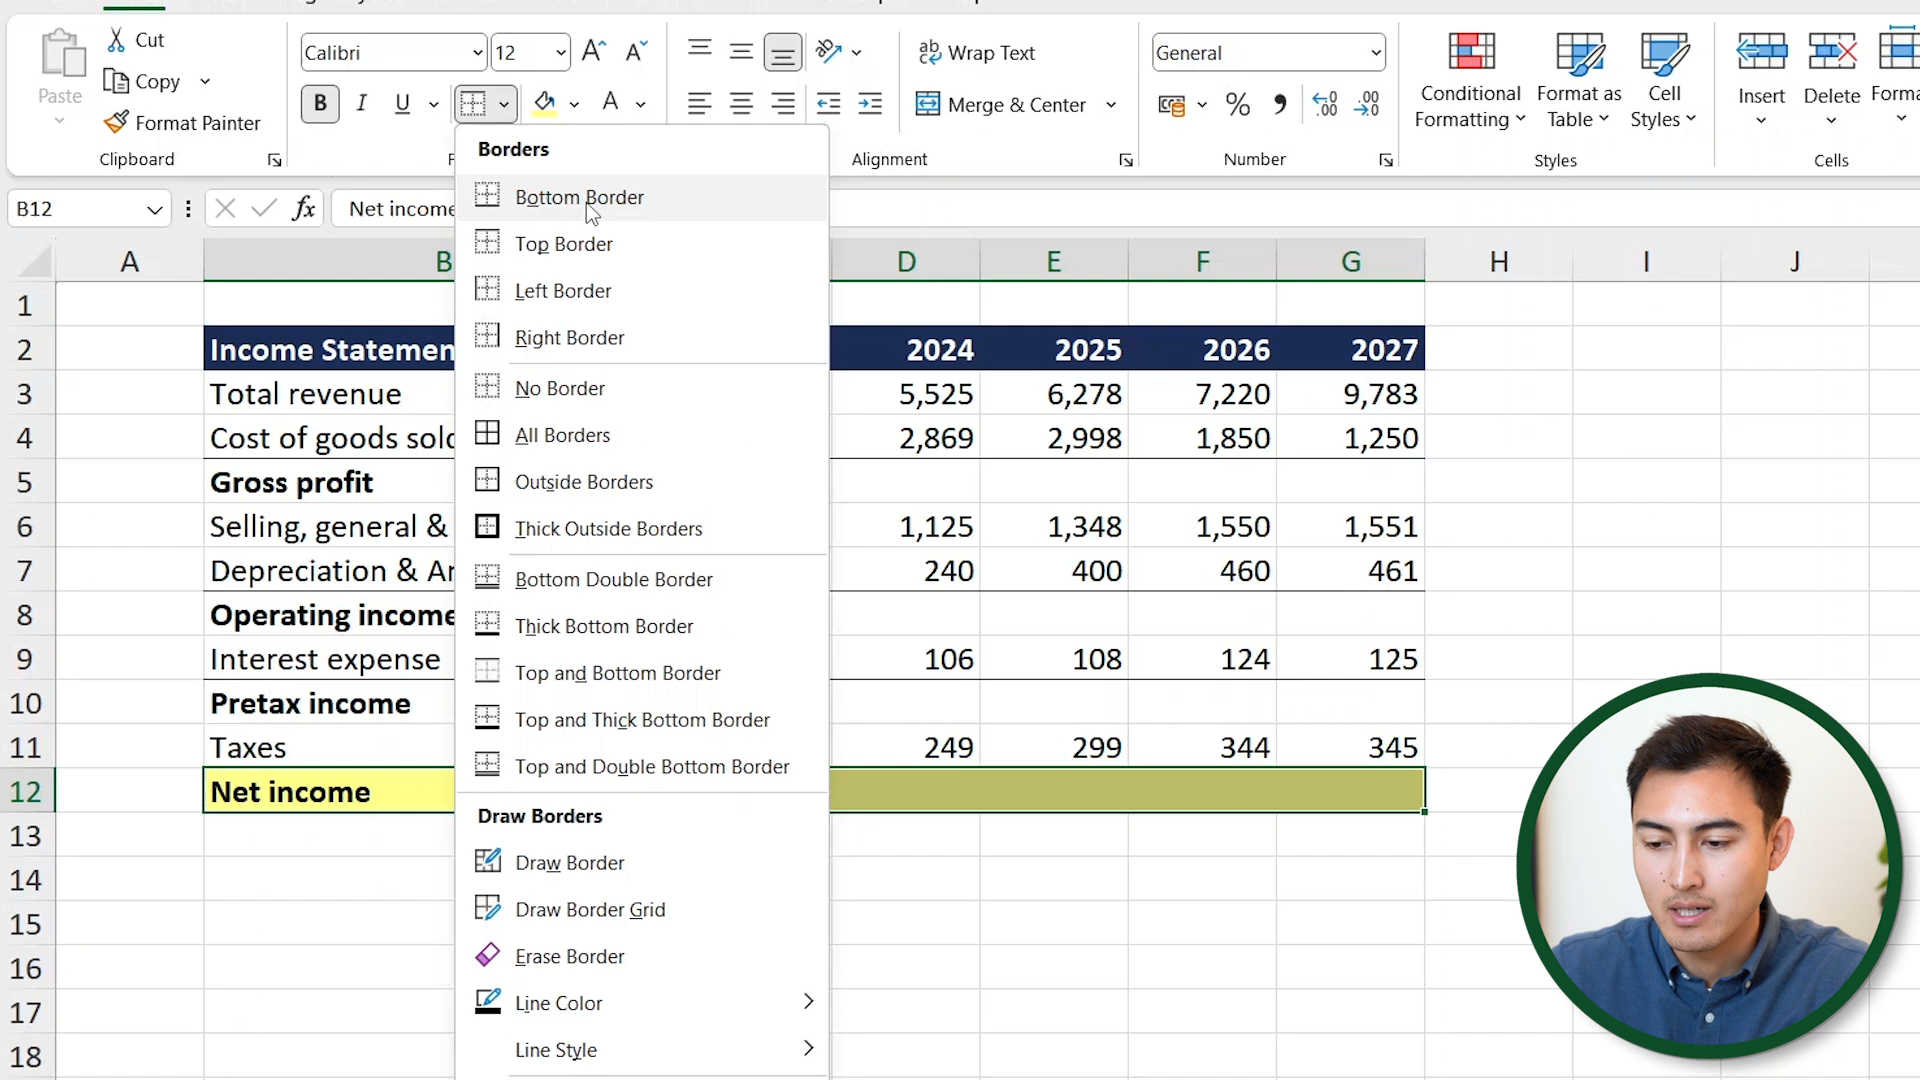 Cut
Calibri
12
Wrap Text
General
Paste
Copy
Format Painter
B
I
U
A
Merge & Center
Conditional
Formatting
Format as
Table
Cell
Styles
Insert
Delete
Clipboard
Alignment
Number
Styles
Cells
B12
fx
Net income
Borders
Bottom Border
Top Border
Left Border
Right Border
No Border
All Borders
Outside Borders
Thick Outside Borders
Bottom Double Border
Thick Bottom Border
Top and Bottom Border
Top and Thick Bottom Border
Top and Double Bottom Border
Draw Borders
Draw Border
Draw Border Grid
Erase Border
Line Color
Line Style
A B D E F G H I J
1
2 Income Statemen 2024 2025 2026 2027
3 Total revenue 5,525 6,278 7,220 9,783
4 Cost of goods sold 2,869 2,998 1,850 1,250
5 Gross profit
6 Selling, general & 1,125 1,348 1,550 1,551
7 Depreciation & 240 400 460 461
8 Operating income
9 Interest expense 106 108 124 125
10 Pretax income
11 Taxes 249 299 344 345
12 Net income
13
14
15
16
17
18